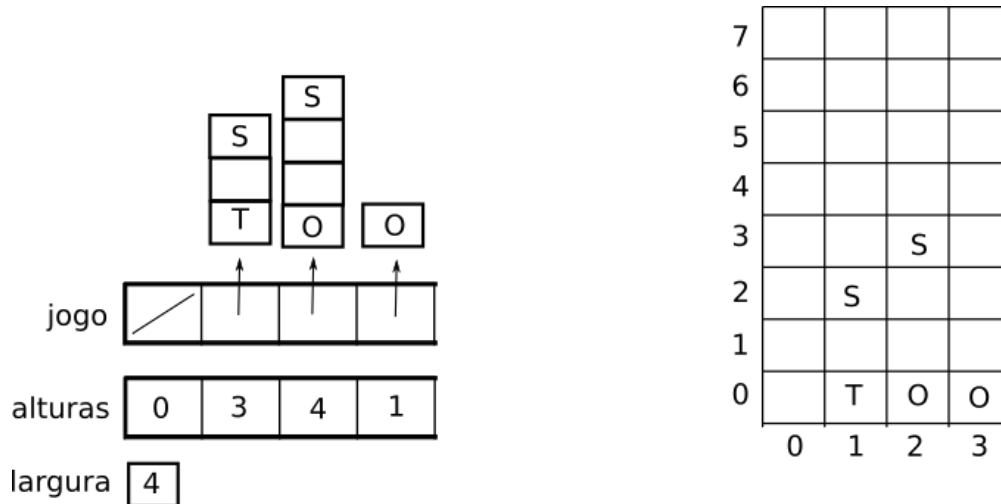 S
S
T O O
jogo
alturas 0 3 4 1
largura 4
7
6
5
4
3 S
2 S
1
0 T O O
0 1 2 3